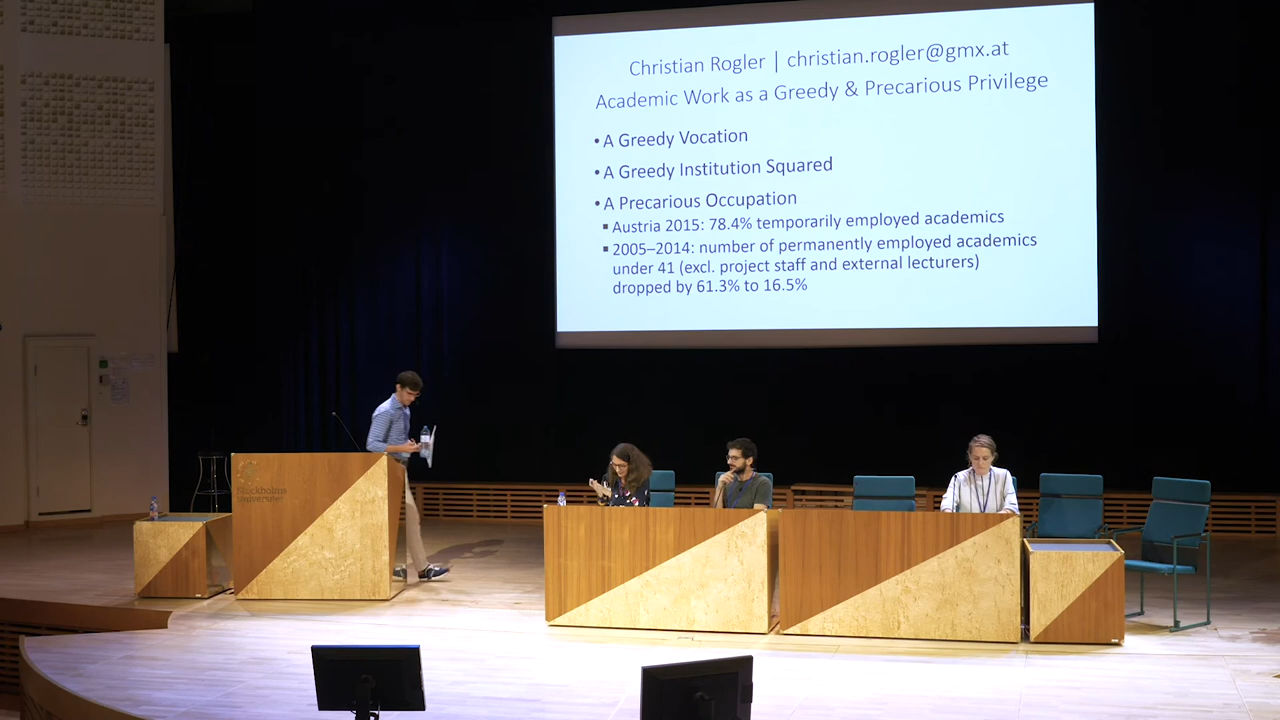 Christian Rogler | christian.rogler@gmx.at
Academic Work as a Greedy & Precarious Privilege
• A Greedy Vocation
• A Greedy Institution Squared
• A Precarious Occupation
▪ Austria 2015: 78.4% temporarily employed academics
▪ 2005–2014: number of permanently employed academics
under 41 (excl. project staff and external lecturers)
dropped by 61.3% to 16.5%
Stockholms
universitet